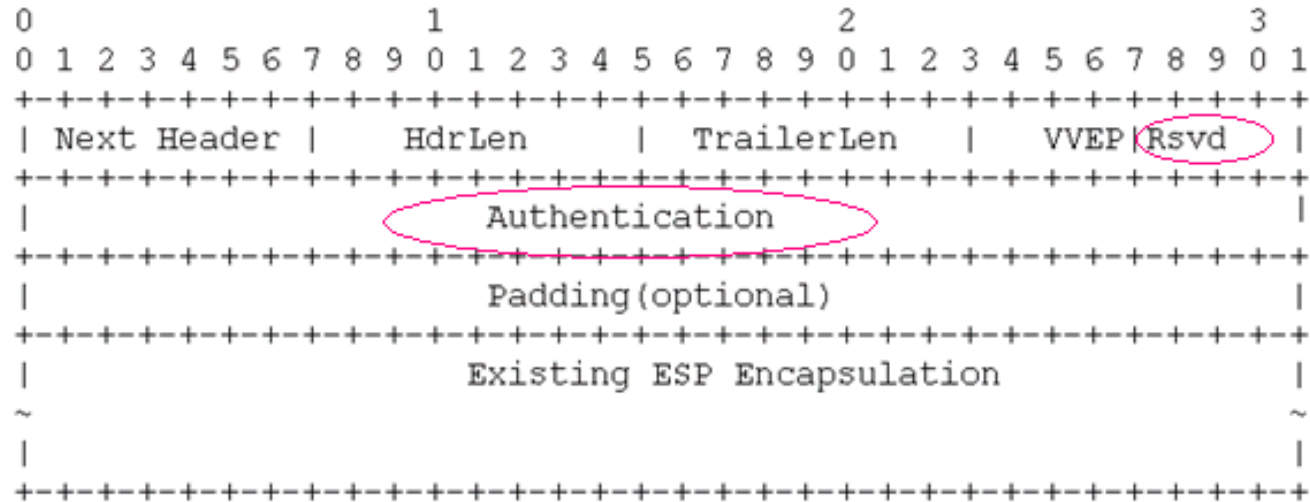 0 1 2 3
0 1 2 3 4 5 6 7 8 9 0 1 2 3 4 5 6 7 8 9 0 1 2 3 4 5 6 7 8 9 0 1
+-+-+-+-+-+-+-+-+-+-+-+-+-+-+-+-+-+-+-+-+-+-+-+-+-+-+-+-+-+-+-+-+
| Next Header | HdrLen | TrailerLen | VVEP|Rsvd |
+-+-+-+-+-+-+-+-+-+-+-+-+-+-+-+-+-+-+-+-+-+-+-+-+-+-+-+-+-+-+-+-+
| Authentication |
+-+-+-+-+-+-+-+-+-+-+-+-+-+-+-+-+-+-+-+-+-+-+-+-+-+-+-+-+-+-+-+-+
| Padding(optional) |
+-+-+-+-+-+-+-+-+-+-+-+-+-+-+-+-+-+-+-+-+-+-+-+-+-+-+-+-+-+-+-+-+
| Existing ESP Encapsulation |
~ ~
| |
+-+-+-+-+-+-+-+-+-+-+-+-+-+-+-+-+-+-+-+-+-+-+-+-+-+-+-+-+-+-+-+-+